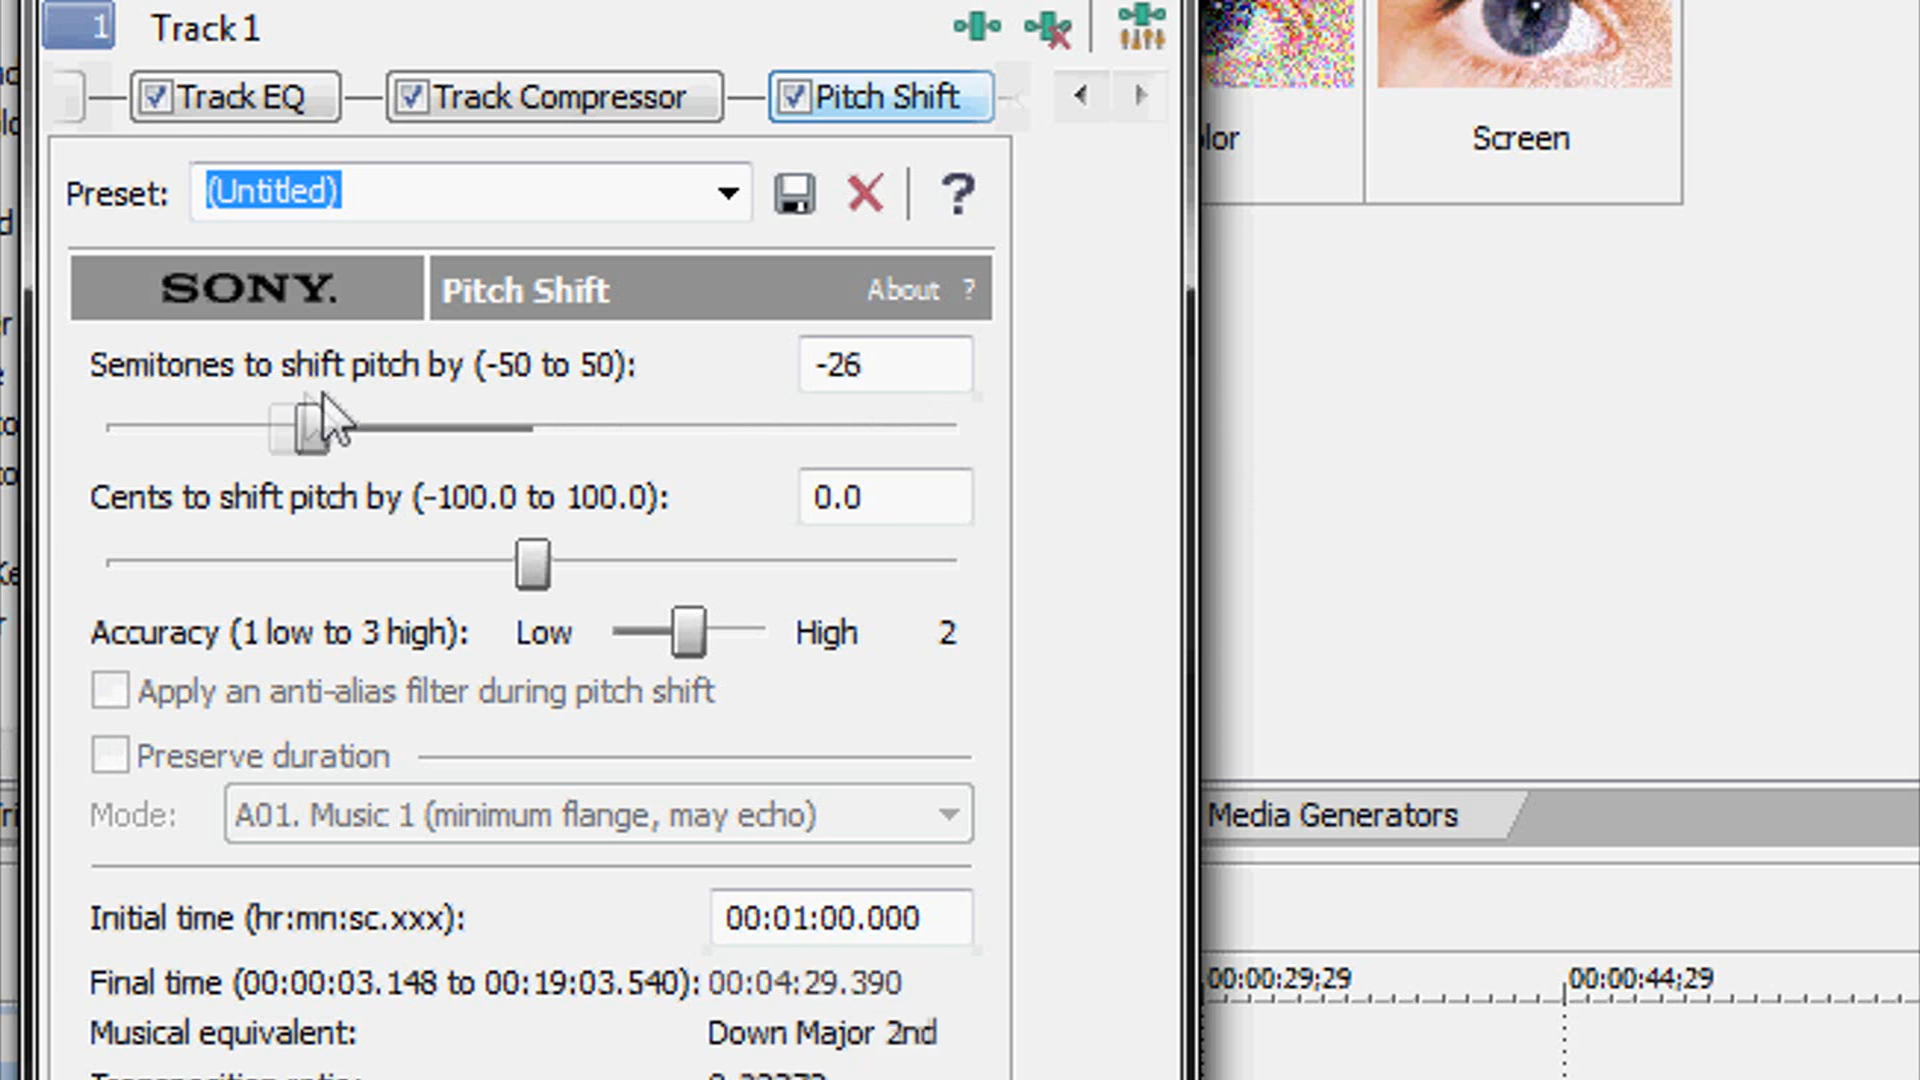 1 Track 1
Track EQ Track Compressor Pitch Shift
Preset: (Untitled) ?
SONY. Pitch Shift About ?
Semitones to shift pitch by (-50 to 50): -26
Cents to shift pitch by (-100.0 to 100.0): 0.0
Accuracy (1 low to 3 high): Low High 2
Apply an anti-alias filter during pitch shift
Preserve duration
Mode: A01. Music 1 (minimum flange, may echo)
Initial time (hr:mn:sc.xxx): 00:01:00.000
Final time (00:00:03.148 to 00:19:03.540): 00:04:29.390
Musical equivalent: Down Major 2nd
lor
Screen
Media Generators
00:00:29;29 00:00:44;29